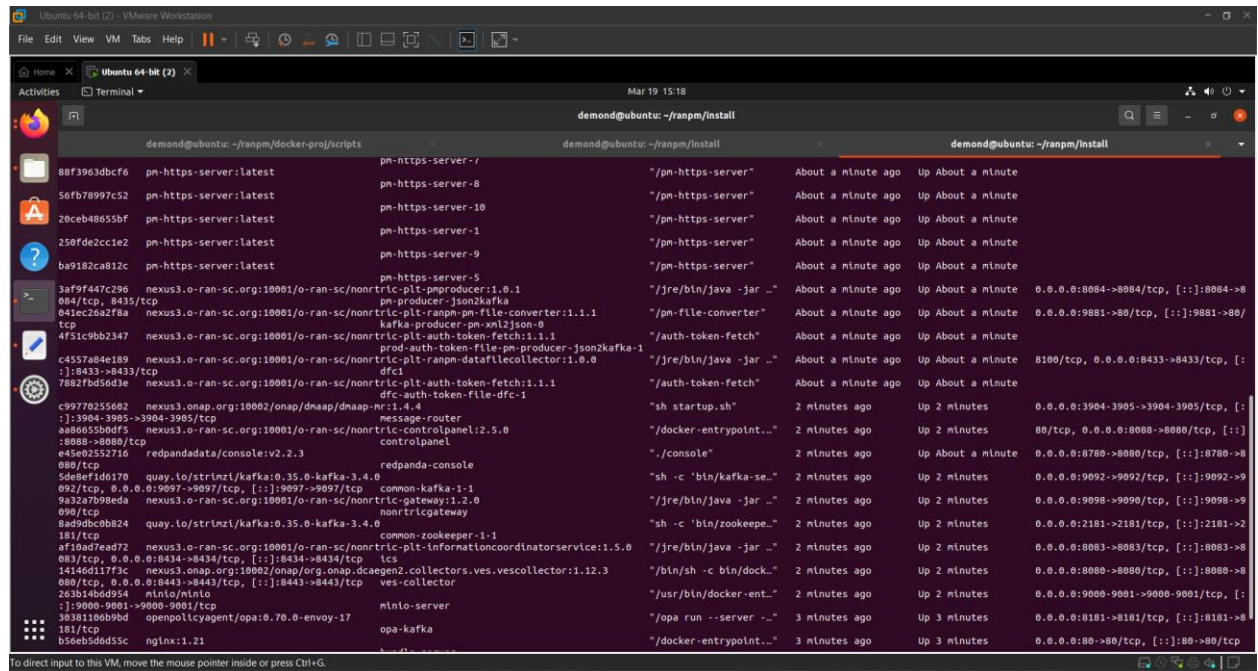 Ubuntu 64-bit (2) - VMware Workstation
File Edit View VM Tabs Help
Home Ubuntu 64-bit (2)
Activities Terminal Mar 19 15:18
demond@ubuntu: ~/ranpm/install
demond@ubuntu: ~/ranpm/docker-proj/scripts demond@ubuntu: ~/ranpm/install demond@ubuntu: ~/ranpm/install
pm-https-server-7
88f3963dbcf6 pm-https-server:latest "/pm-https-server" About a minute ago Up About a minute
pm-https-server-8
56fb78997c52 pm-https-server:latest "/pm-https-server" About a minute ago Up About a minute
pm-https-server-10
20ceb48655bf pm-https-server:latest "/pm-https-server" About a minute ago Up About a minute
pm-https-server-1
250fde2cc1e2 pm-https-server:latest "/pm-https-server" About a minute ago Up About a minute
pm-https-server-9
ba9182ca812c pm-https-server:latest "/pm-https-server" About a minute ago Up About a minute
pm-https-server-5
3af9f447c296 nexus3.o-ran-sc.org:10001/o-ran-sc/nonrtric-plt-pmproducer:1.0.1 "/jre/bin/java -jar …" About a minute ago Up About a minute 0.0.0.0:8084->8084/tcp, [::]:8084->8
084/tcp, 8435/tcp pm-producer-json2kafka
041ec26a2f8a nexus3.o-ran-sc.org:10001/o-ran-sc/nonrtric-plt-ranpm-pm-file-converter:1.1.1 "/pm-file-converter" About a minute ago Up About a minute 0.0.0.0:9881->80/tcp, [::]:9881->80/
tcp kafka-producer-pm-xml2json-0
4f51c9bb2347 nexus3.o-ran-sc.org:10001/o-ran-sc/nonrtric-plt-auth-token-fetch:1.1.1 "/auth-token-fetch" About a minute ago Up About a minute
prod-auth-token-file-pm-producer-json2kafka-1
c4557a84e189 nexus3.o-ran-sc.org:10001/o-ran-sc/nonrtric-plt-ranpm-datafilecollector:1.0.0 "/jre/bin/java -jar …" About a minute ago Up About a minute 8100/tcp, 0.0.0.0:8433->8433/tcp, [:
:]:8433->8433/tcp dfc1
7882fbd56d3e nexus3.o-ran-sc.org:10001/o-ran-sc/nonrtric-plt-auth-token-fetch:1.1.1 "/auth-token-fetch" About a minute ago Up About a minute
dfc-auth-token-file-dfc-1
c99770255602 nexus3.onap.org:10002/onap/dmaap/dmaap-mr:1.4.4 "sh startup.sh" 2 minutes ago Up 2 minutes 0.0.0.0:3904-3905->3904-3905/tcp, [:
:]:3904-3905->3904-3905/tcp message-router
aa86655b0df5 nexus3.o-ran-sc.org:10001/o-ran-sc/nonrtric-controlpanel:2.5.0 "/docker-entrypoint.…" 2 minutes ago Up 2 minutes 80/tcp, 0.0.0.0:8088->8080/tcp, [::]
:8088->8080/tcp controlpanel
e45e02552716 redpandadata/console:v2.2.3 "./console" 2 minutes ago Up About a minute 0.0.0.0:8780->8080/tcp, [::]:8780->8
080/tcp redpanda-console
5de8ef1d6170 quay.io/strimzi/kafka:0.35.0-kafka-3.4.0 "sh -c 'bin/kafka-se…" 2 minutes ago Up 2 minutes 0.0.0.0:9092->9092/tcp, [::]:9092->9
092/tcp, 0.0.0.0:9097->9097/tcp, [::]:9097->9097/tcp common-kafka-1-1
9a32a7b98eda nexus3.o-ran-sc.org:10001/o-ran-sc/nonrtric-gateway:1.2.0 "/jre/bin/java -jar …" 2 minutes ago Up 2 minutes 0.0.0.0:9098->9090/tcp, [::]:9098->9
090/tcp nonrtricgateway
8ad9dbc0b824 quay.io/strimzi/kafka:0.35.0-kafka-3.4.0 "sh -c 'bin/zookeepe…" 2 minutes ago Up 2 minutes 0.0.0.0:2181->2181/tcp, [::]:2181->2
181/tcp common-zookeeper-1-1
af10ad7ead72 nexus3.o-ran-sc.org:10001/o-ran-sc/nonrtric-plt-informationcoordinatorservice:1.5.0 "/jre/bin/java -jar …" 2 minutes ago Up 2 minutes 0.0.0.0:8083->8083/tcp, [::]:8083->8
083/tcp, 0.0.0.0:8434->8434/tcp, [::]:8434->8434/tcp ics
14146d117f3c nexus3.onap.org:10002/onap/org.onap.dcaegen2.collectors.ves.vescollector:1.12.3 "/bin/sh -c bin/dock…" 2 minutes ago Up 2 minutes 0.0.0.0:8080->8080/tcp, [::]:8080->8
080/tcp, 0.0.0.0:8443->8443/tcp, [::]:8443->8443/tcp ves-collector
263b14b6d954 minio/minio "/usr/bin/docker-ent…" 2 minutes ago Up 2 minutes 0.0.0.0:9000-9001->9000-9001/tcp, [:
:]:9000-9001->9000-9001/tcp minio-server
30381106b9bd openpolicyagent/opa:0.70.0-envoy-17 "/opa run --server -…" 3 minutes ago Up 3 minutes 0.0.0.0:8181->8181/tcp, [::]:8181->8
181/tcp opa-kafka
b56eb5d6d55c nginx:1.21 "/docker-entrypoint.…" 3 minutes ago Up 3 minutes 0.0.0.0:80->80/tcp, [::]:80->80/tcp
To direct input to this VM, move the mouse pointer inside or press Ctrl+G.